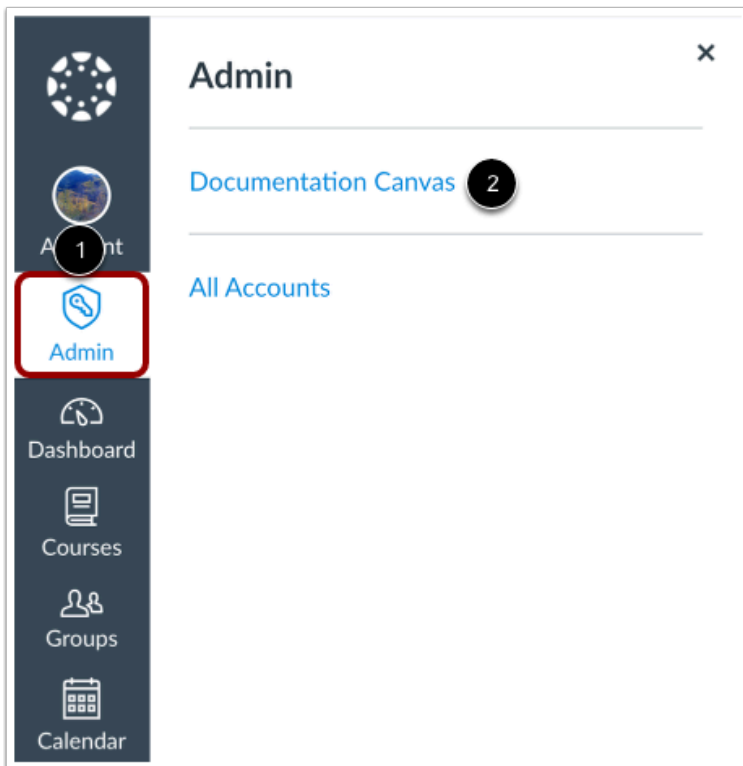 Admin
Documentation Canvas 2
All Accounts
1
Admin
Dashboard
Courses
Groups
Calendar